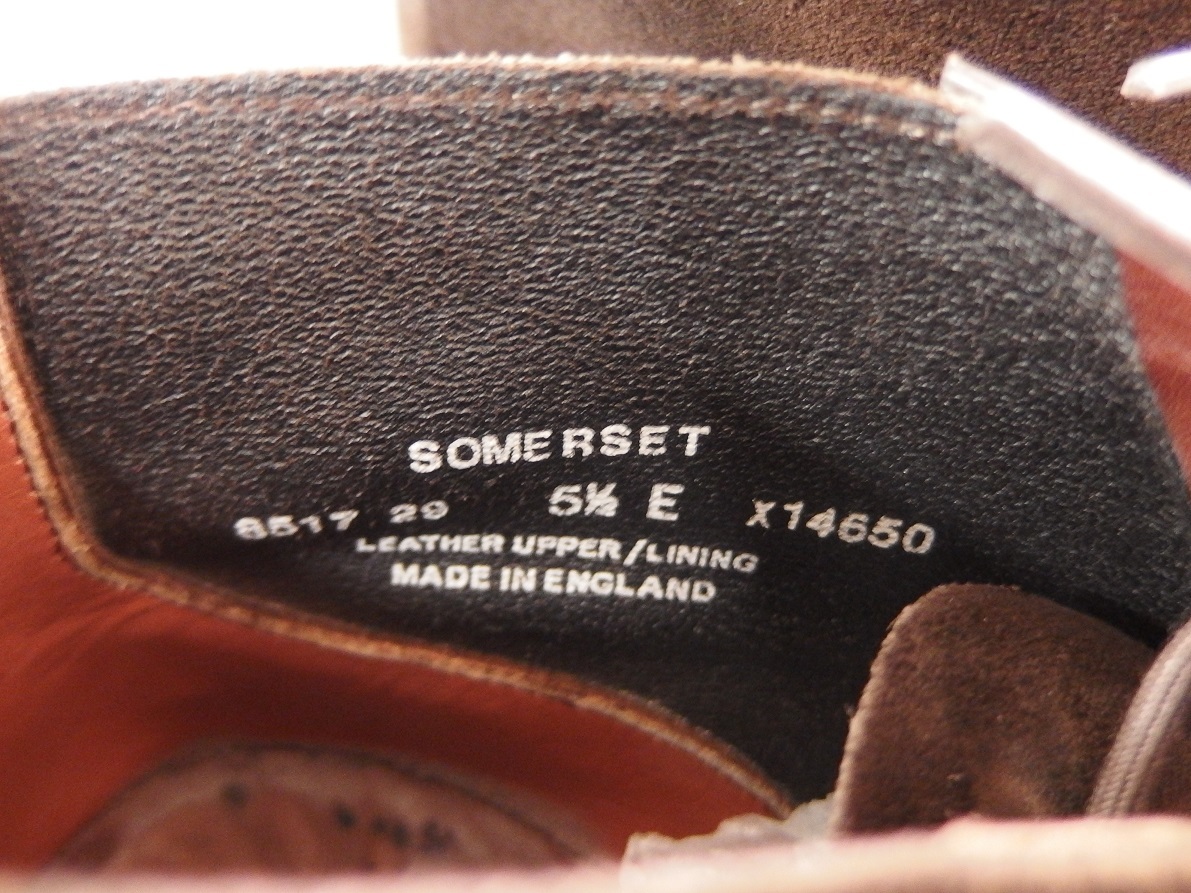 SOMERSET
8517 29 5½ E X14650
LEATHER UPPER/LINING
MADE IN ENGLAND